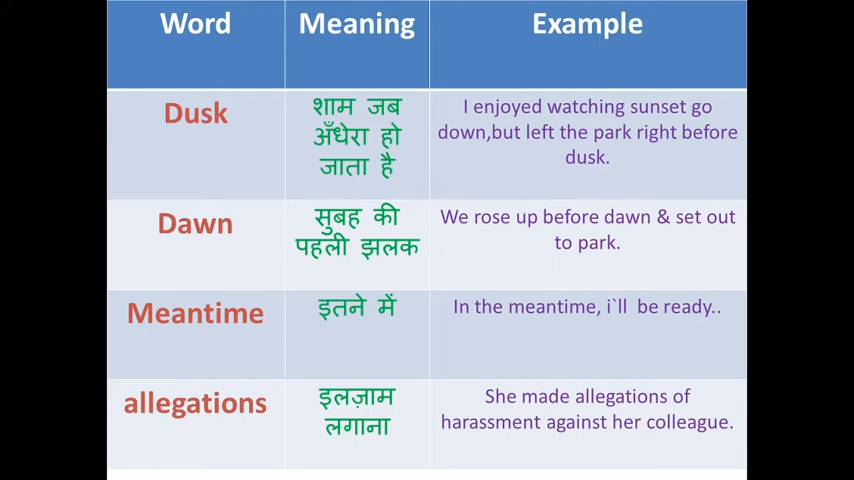 Word Meaning Example
Dusk
शाम जब
अँधेरा हो
जाता है
I enjoyed watching sunset go
down,but left the park right before
dusk.
Dawn
सुबह की
पहली झलक
We rose up before dawn & set out
to park.
Meantime
इतने में
In the meantime, i`ll be ready..
allegations
इलज़ाम
लगाना
She made allegations of
harassment against her colleague.